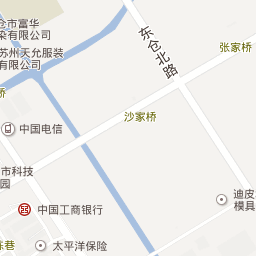 仓市富华
染有限公司
苏州天允服装
有限公司
东仓北路
张家桥
桥
沙家桥
中国电信
市科技
园
迪皮
模具
中国工商银行
太平洋保险
巷